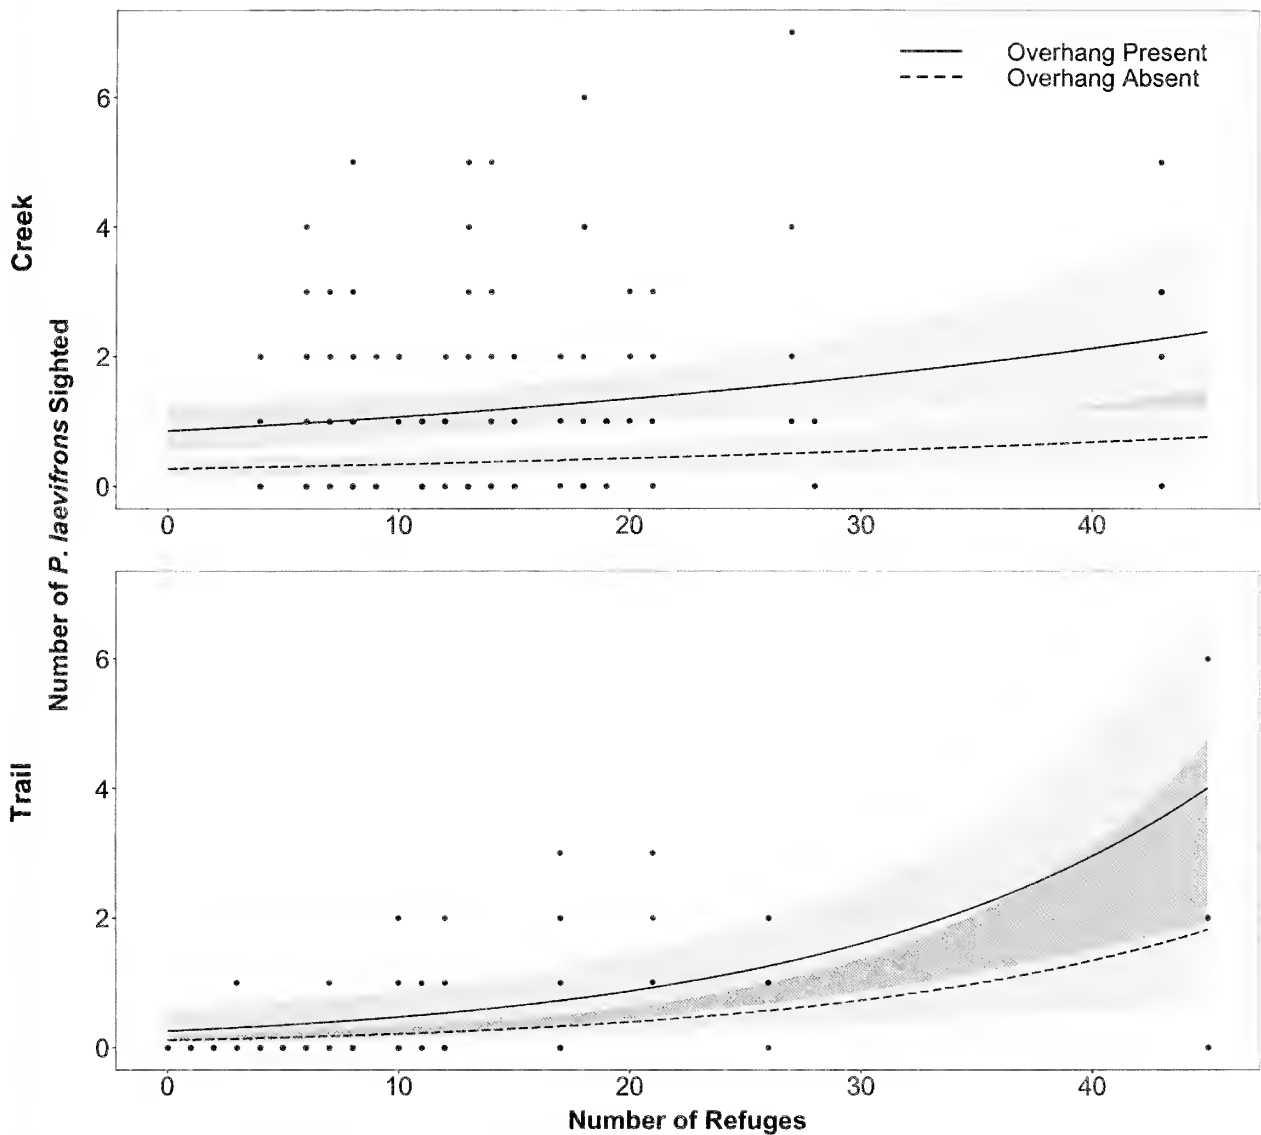 Overhang Present
Overhang Absent
Creek
6
4
2
0
0 10 20 30 40
Number of P. laevifrons Sighted
Trail
6
4
2
0
0 10 20 30 40
Number of Refuges